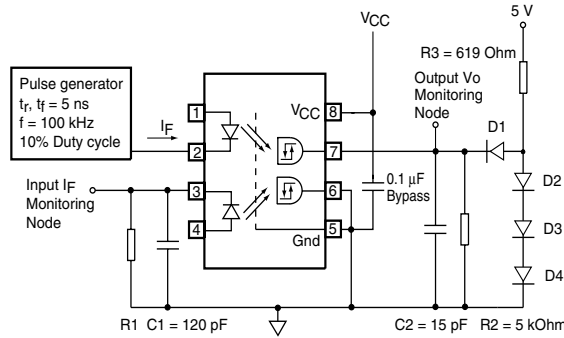 VCC
5 V
R3 = 619 Ohm
Output Vo
Monitoring
Node
Pulse generator
tr, tf = 5 ns
f = 100 kHz
10% Duty cycle
IF
1
VCC
8
D1
2
7
Input IF
Monitoring
Node
3
6
0.1 µF
Bypass
D2
4
5
Gnd
D3
D4
R1
C1 = 120 pF
C2 = 15 pF
R2 = 5 kOhm